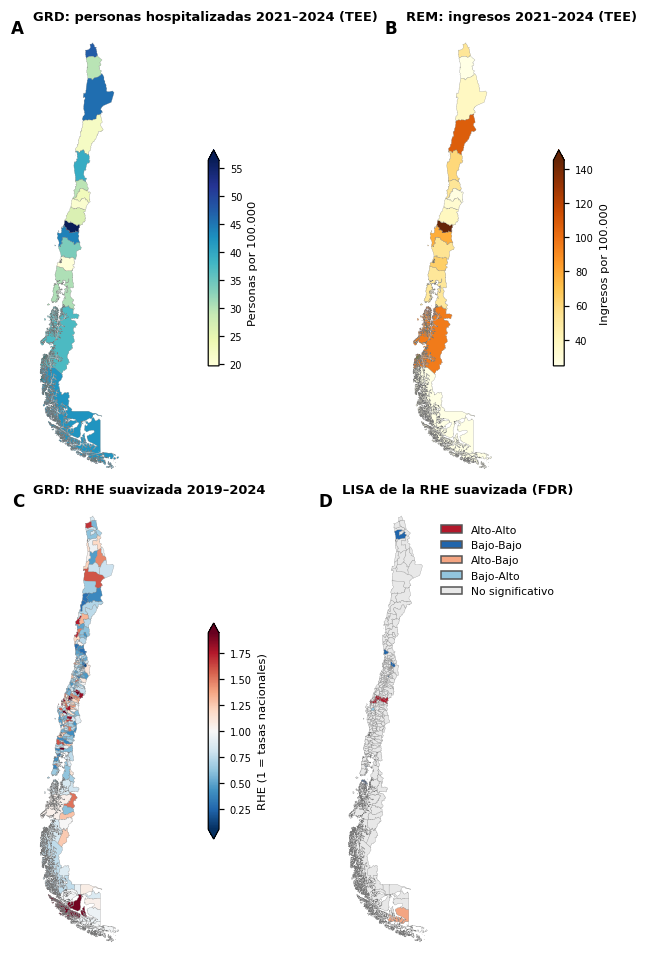 A
GRD: personas hospitalizadas 2021–2024 (TEE)
55
50
45
40
35
30
25
20
Personas por 100.000
B
REM: ingresos 2021–2024 (TEE)
140
120
100
80
60
40
Ingresos por 100.000
C
GRD: RHE suavizada 2019–2024
1.75
1.50
1.25
1.00
0.75
0.50
0.25
RHE (1 = tasas nacionales)
D
LISA de la RHE suavizada (FDR)
Alto-Alto
Bajo-Bajo
Alto-Bajo
Bajo-Alto
No significativo